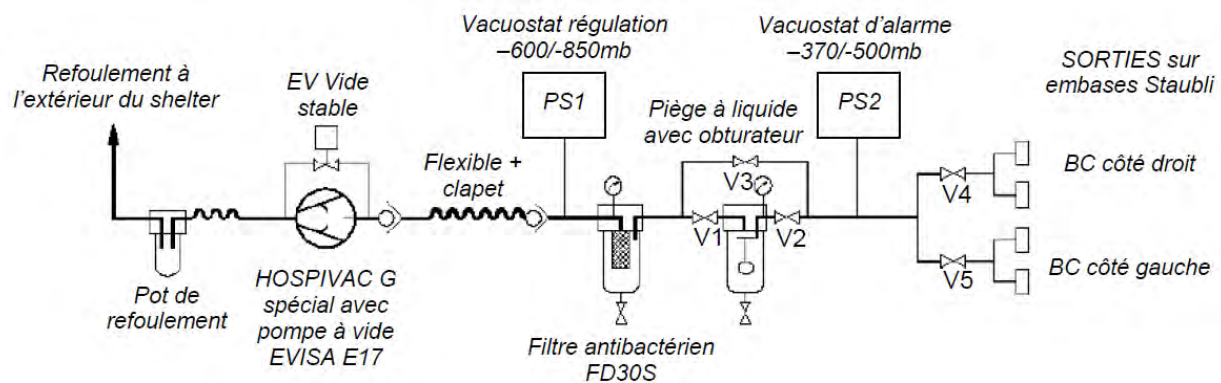 Vacuostat régulation
–600/-850mb
Vacuostat d'alarme
–370/-500mb
SORTIES sur
embases Staubli
Refoulement à
l'extérieur du shelter
EV Vide
stable
PS1
Piège à liquide
avec obturateur
PS2
Flexible +
clapet
V3
V4
BC côté droit
V1
V2
V5
BC côté gauche
Pot de
refoulement
HOSPIVAC G
spécial avec
pompe à vide
EVISA E17
Filtre antibactérien
FD30S